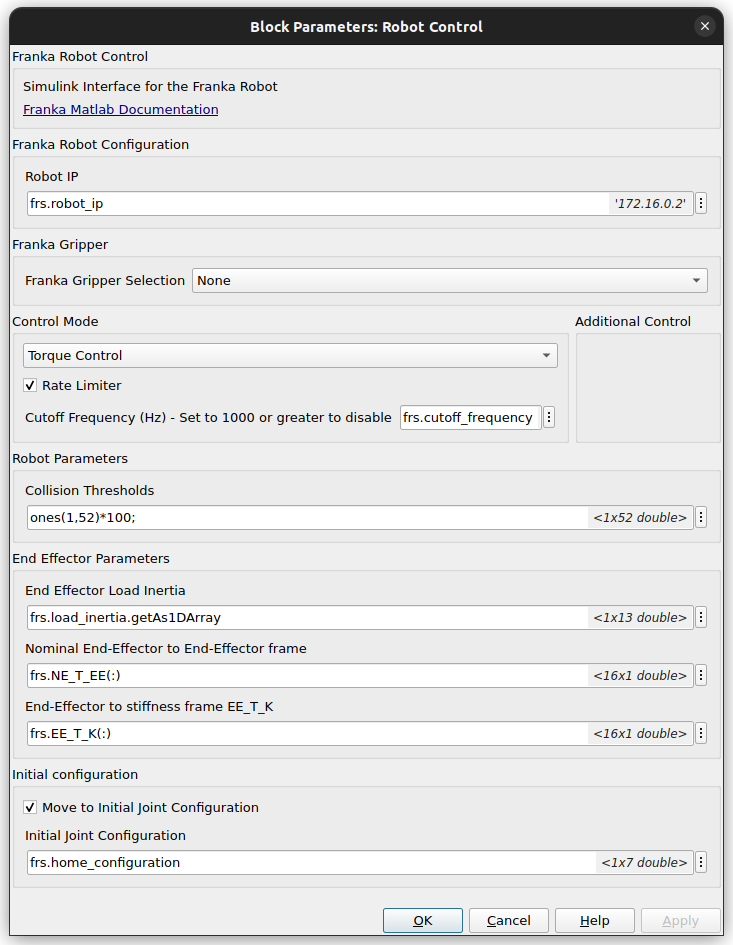 Block Parameters: Robot Control
Franka Robot Control
Simulink Interface for the Franka Robot
Franka Matlab Documentation
Franka Robot Configuration
Robot IP
frs.robot_ip '172.16.0.2'
Franka Gripper
Franka Gripper Selection None
Control Mode Additional Control
Torque Control
Rate Limiter
Cutoff Frequency (Hz) - Set to 1000 or greater to disable frs.cutoff_frequency
Robot Parameters
Collision Thresholds
ones(1,52)*100; <1x52 double>
End Effector Parameters
End Effector Load Inertia
frs.load_inertia.getAs1DArray <1x13 double>
Nominal End-Effector to End-Effector frame
frs.NE_T_EE(:) <16x1 double>
End-Effector to stiffness frame EE_T_K
frs.EE_T_K(:) <16x1 double>
Initial configuration
Move to Initial Joint Configuration
Initial Joint Configuration
frs.home_configuration <1x7 double>
OK Cancel Help Apply